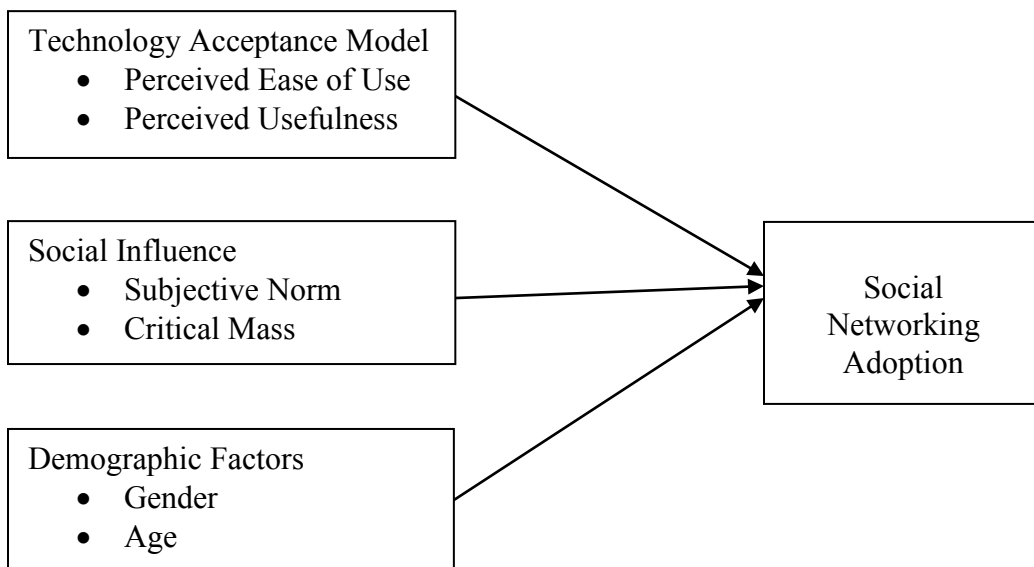 Technology Acceptance Model
• Perceived Ease of Use
• Perceived Usefulness
Social Influence
• Subjective Norm
• Critical Mass
Social
Networking
Adoption
Demographic Factors
• Gender
• Age